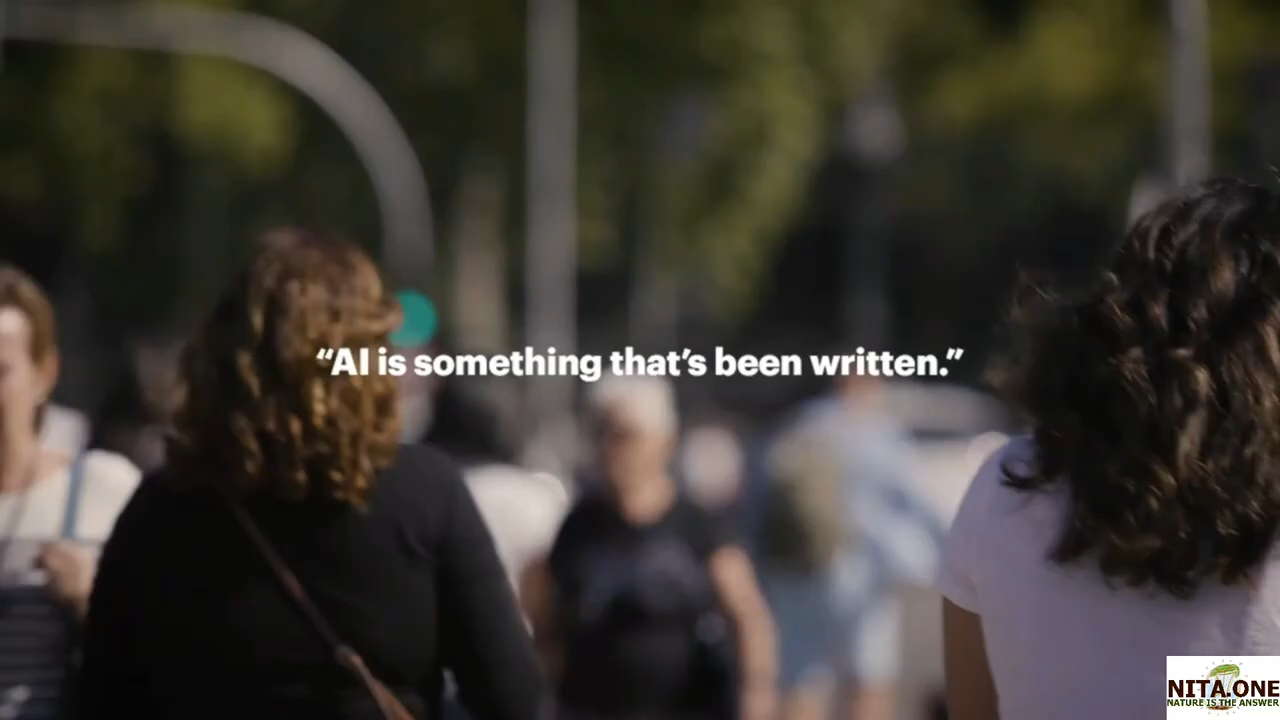 “AI is something that’s been written.”
NITA.ONE
NATURE IS THE ANSWER